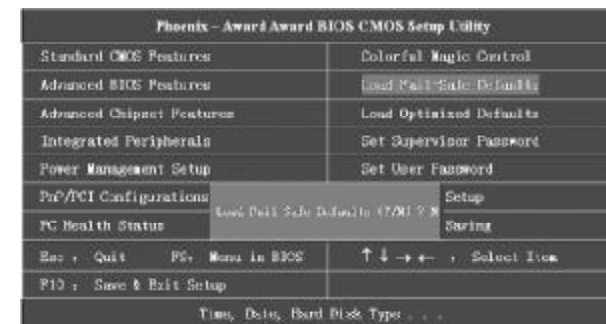 Phoenix – Award Award BIOS CMOS Setup Utility
Standard CMOS Features
Colorful Magic Control
Advanced BIOS Features
Load Fail-Safe Defaults
Advanced Chipset Features
Load Optimized Defaults
Integrated Peripherals
Set Supervisor Password
Power Management Setup
Set User Password
PnP/PCI Configurations
Setup
Load Fail Safe Defaults (Y/N) ? N
PC Health Status
Saving
Esc : Quit F5: Menu in BIOS ↑ ↓ → ← : Select Item
F10 : Save & Exit Setup
Time, Date, Hard Disk Type . . .